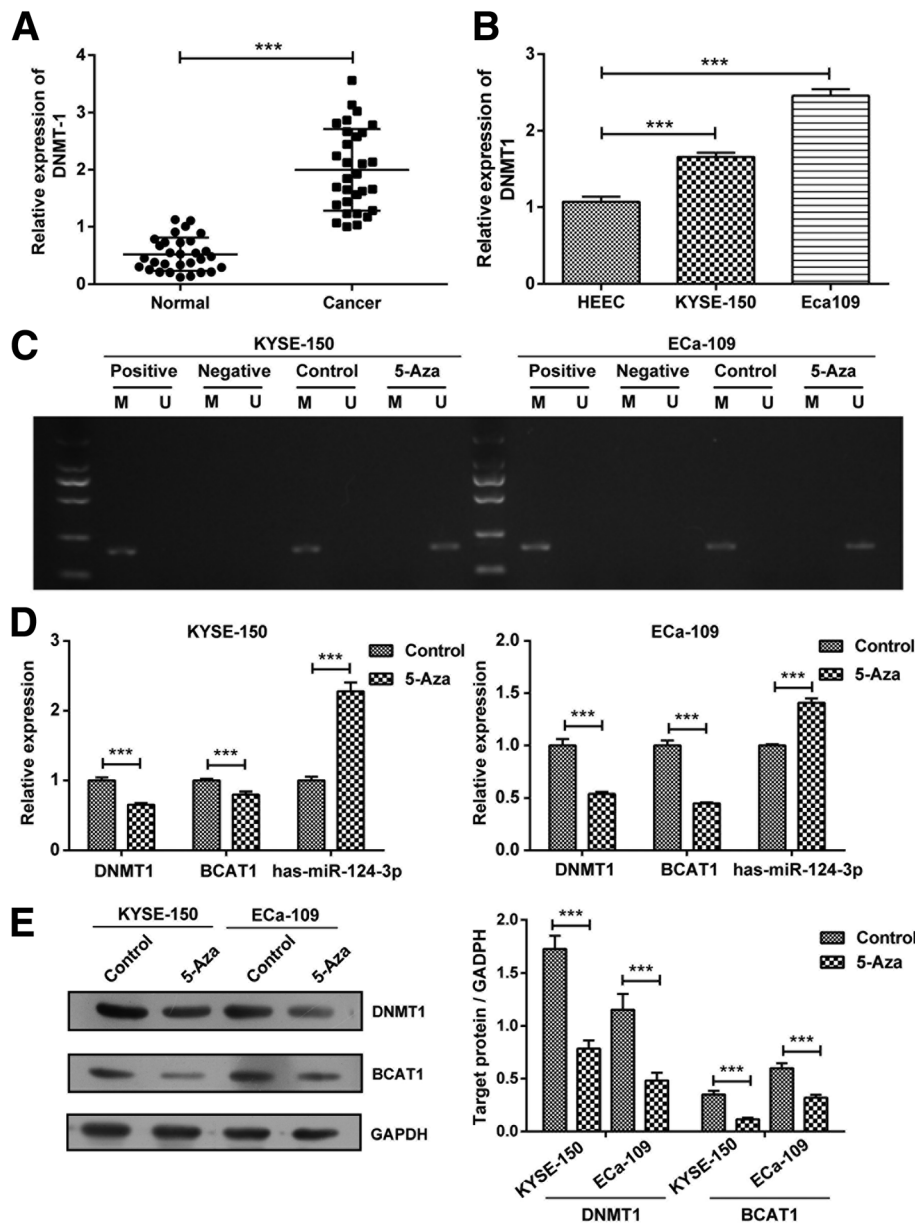 A
Relative expression of
DNMT-1
4
3
2
1
0
***
Normal
Cancer
B
Relative expression of
DNMT1
3
2
1
0
***
***
HEEC
KYSE-150
Eca109
C
KYSE-150
ECa-109
Positive Negative Control 5-Aza Positive Negative Control 5-Aza
M U M U M U M U M U M U M U M U
D
KYSE-150
Relative expression
3
2
1
0
***
***
***
Control
5-Aza
DNMT1
BCAT1
has-miR-124-3p
ECa-109
Relative expression
2.0
1.5
1.0
0.5
0.0
***
***
***
Control
5-Aza
DNMT1
BCAT1
has-miR-124-3p
E
KYSE-150 ECa-109
Control 5-Aza Control 5-Aza
DNMT1
BCAT1
GAPDH
Target protein / GADPH
2.0
1.5
1.0
0.5
0.0
***
***
***
***
Control
5-Aza
KYSE-150
ECa-109
KYSE-150
ECa-109
DNMT1
BCAT1